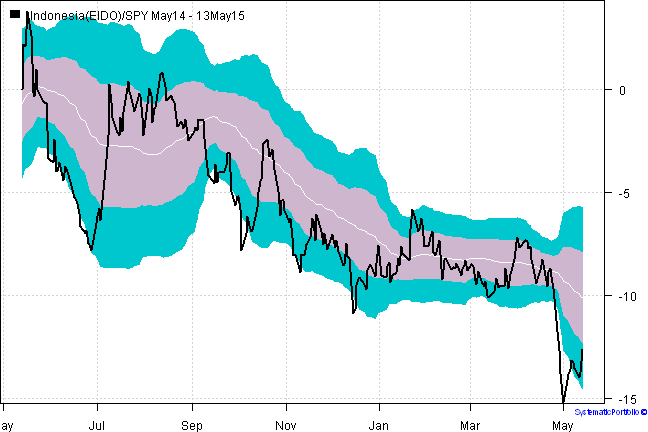 Indonesia(EIDO)/SPY May14 - 13May15
0
-5
-10
-15
ay Jul Sep Nov Jan Mar May
SystematicPortfolio ©